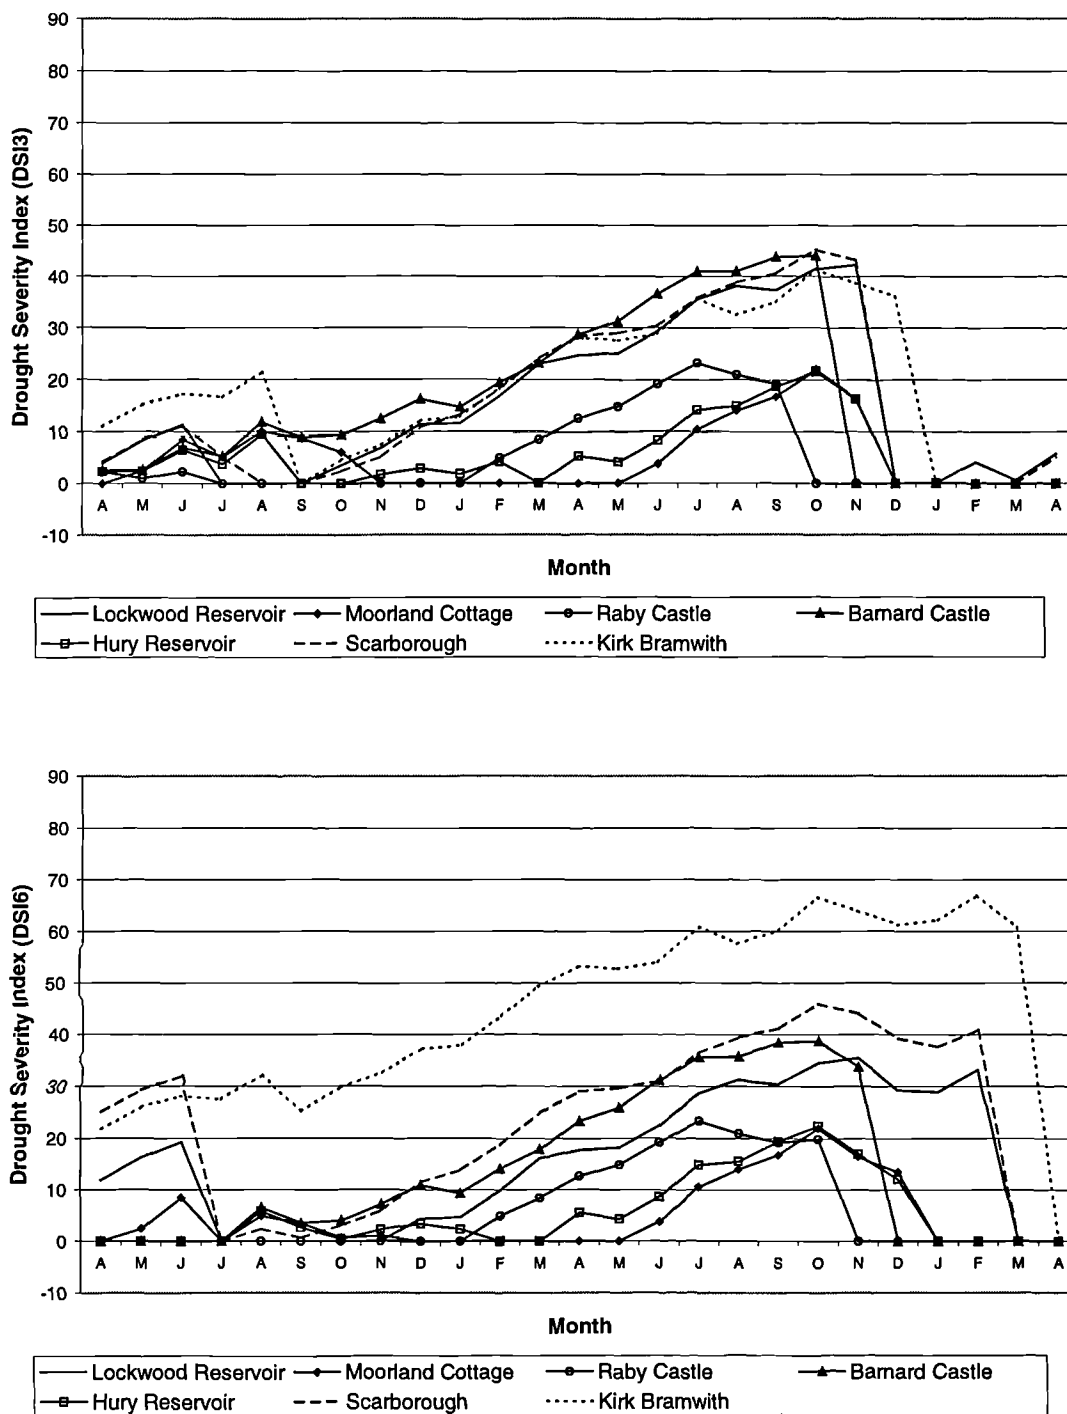 Drought Severity Index (DSI3)
90
80
70
60
50
40
30
20
10
0
-10
A M J J A S O N D J F M A M J J A S O N D J F M A
Month
Lockwood Reservoir Moorland Cottage Raby Castle Barnard Castle
Hury Reservoir Scarborough Kirk Bramwith
Drought Severity Index (DSI6)
90
80
70
60
50
40
30
20
10
0
-10
A M J J A S O N D J F M A M J J A S O N D J F M A
Month
Lockwood Reservoir Moorland Cottage Raby Castle Barnard Castle
Hury Reservoir Scarborough Kirk Bramwith